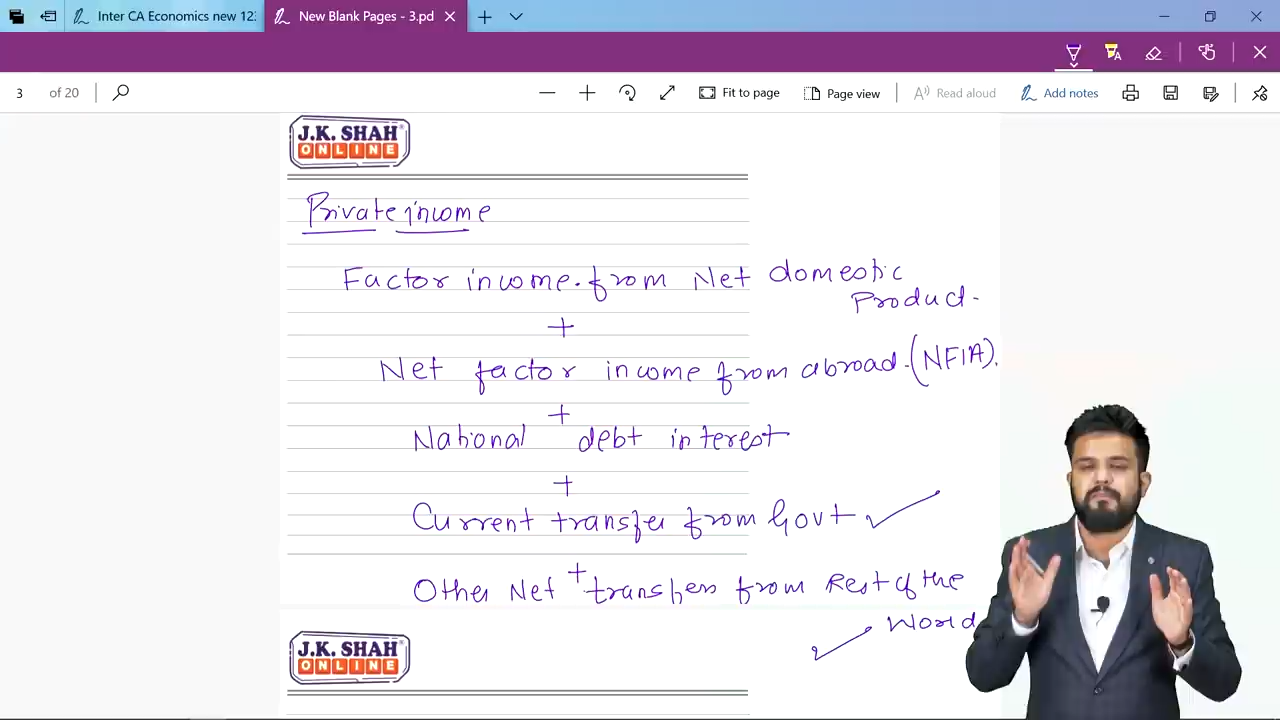 Inter CA Economics new 123
New Blank Pages - 3.pd
3 of 20
Fit to page
Page view
Read aloud
Add notes
J.K. SHAH
ONLINE
Private income
Factor income from Net domestic
Product.
+
Net factor income from abroad. (NFIA).
+
National debt interest
+
Current transfer from Govt
+
Other Net transfers from Rest of the
World
J.K. SHAH
ONLINE